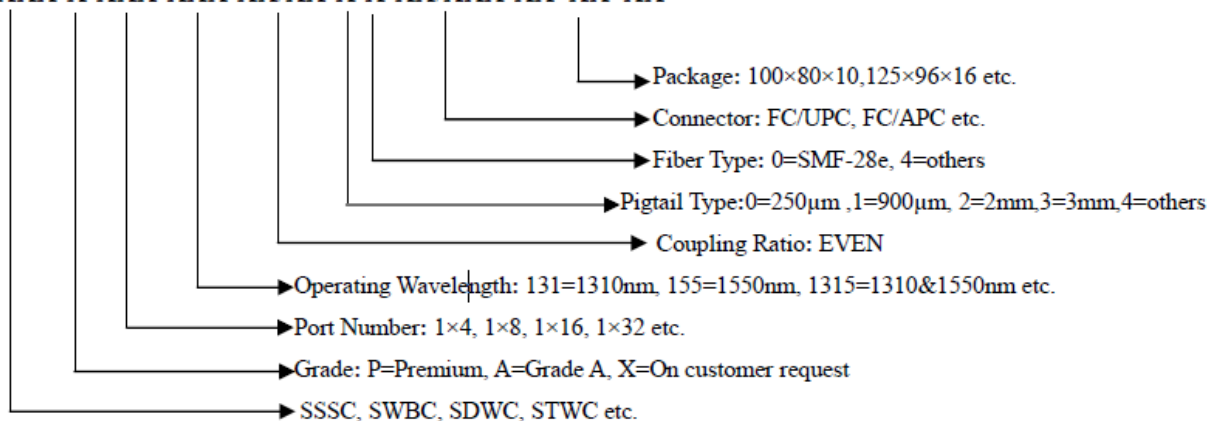 Package: 100×80×10,125×96×16 etc.
Connector: FC/UPC, FC/APC etc.
Fiber Type: 0=SMF-28e, 4=others
Pigtail Type:0=250µm ,1=900µm, 2=2mm,3=3mm,4=others
Coupling Ratio: EVEN
Operating Wavelength: 131=1310nm, 155=1550nm, 1315=1310&1550nm etc.
Port Number: 1×4, 1×8, 1×16, 1×32 etc.
Grade: P=Premium, A=Grade A, X=On customer request
SSSC, SWBC, SDWC, STWC etc.